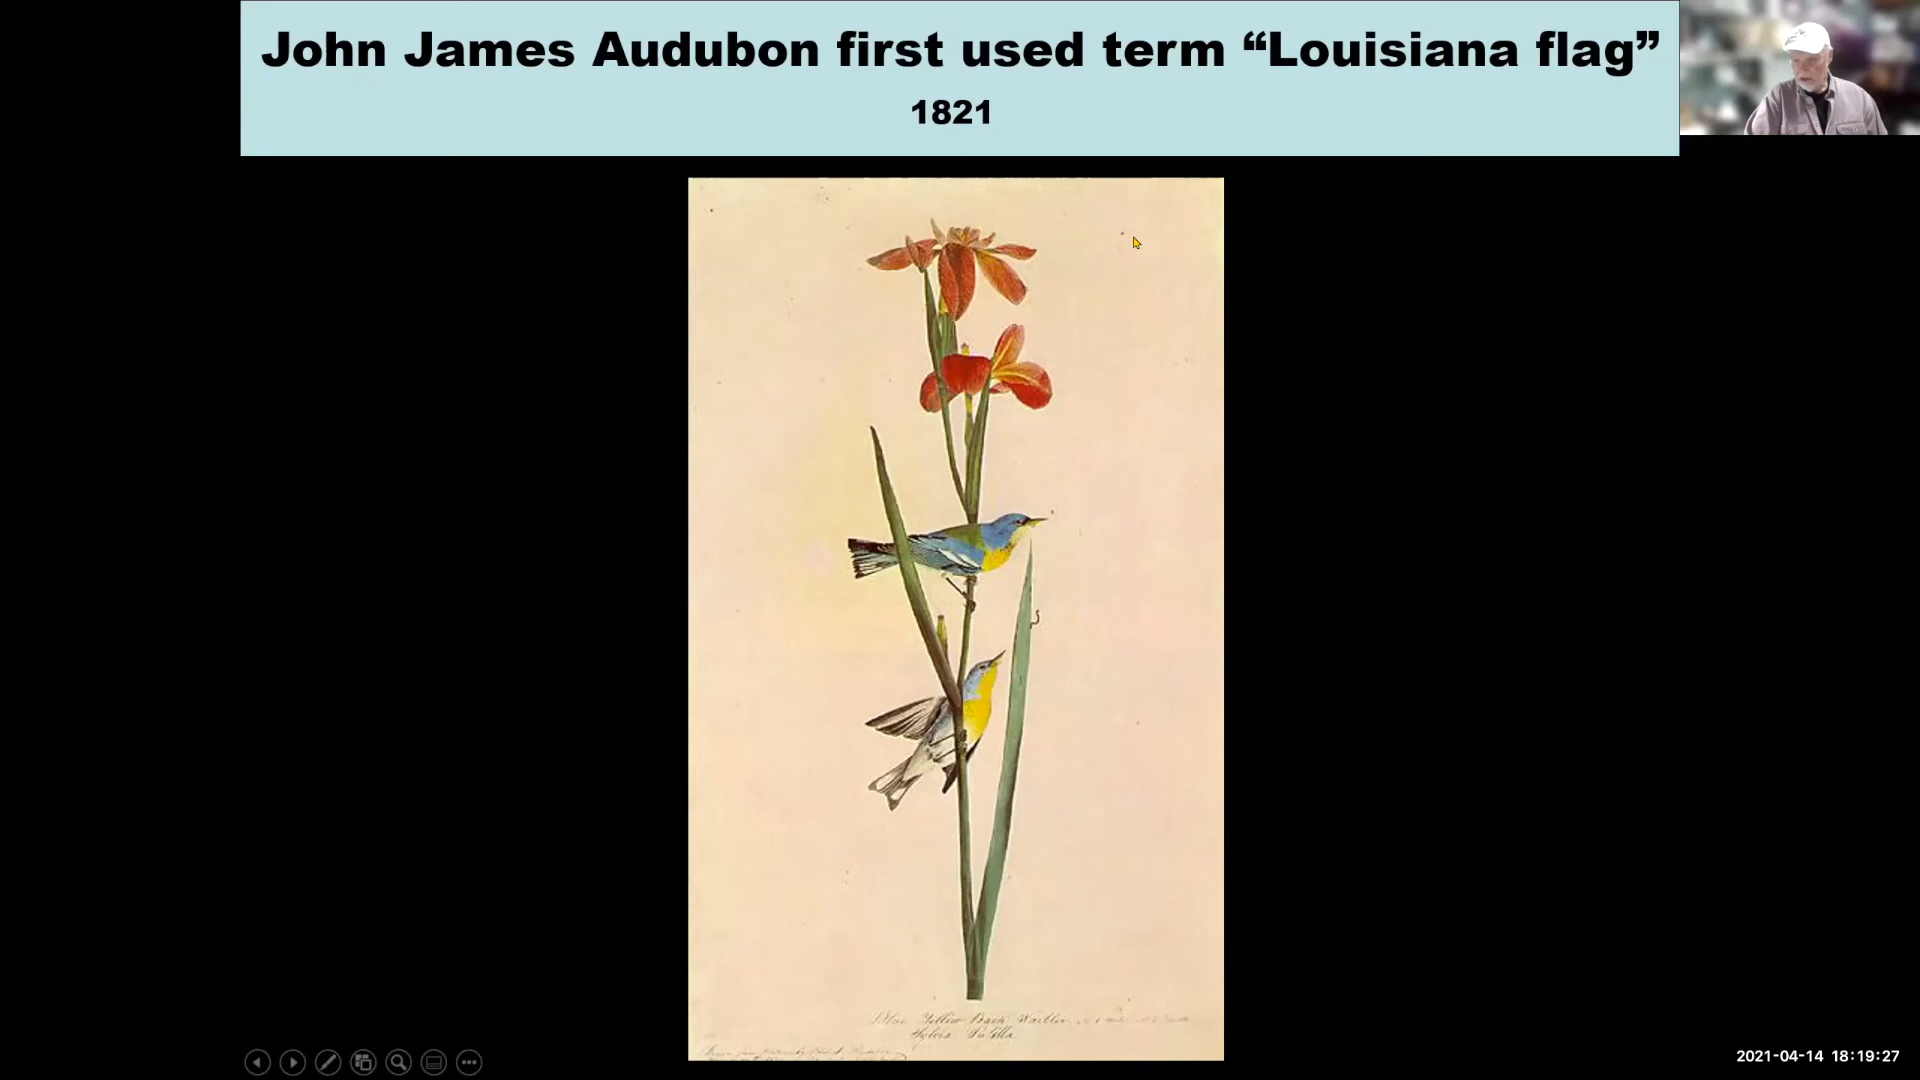 John James Audubon first used term “Louisiana flag”
1821
Blue Yellow Back Warbler
Sylvia Pusilla
2021-04-14 18:19:27